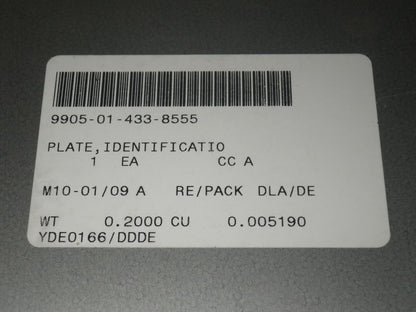 9905-01-433-8555
PLATE,IDENTIFICATIO
1 EA CC A
M10-01/09 A RE/PACK DLA/DE
WT 0.2000 CU 0.005190
YDE0166/DDDE